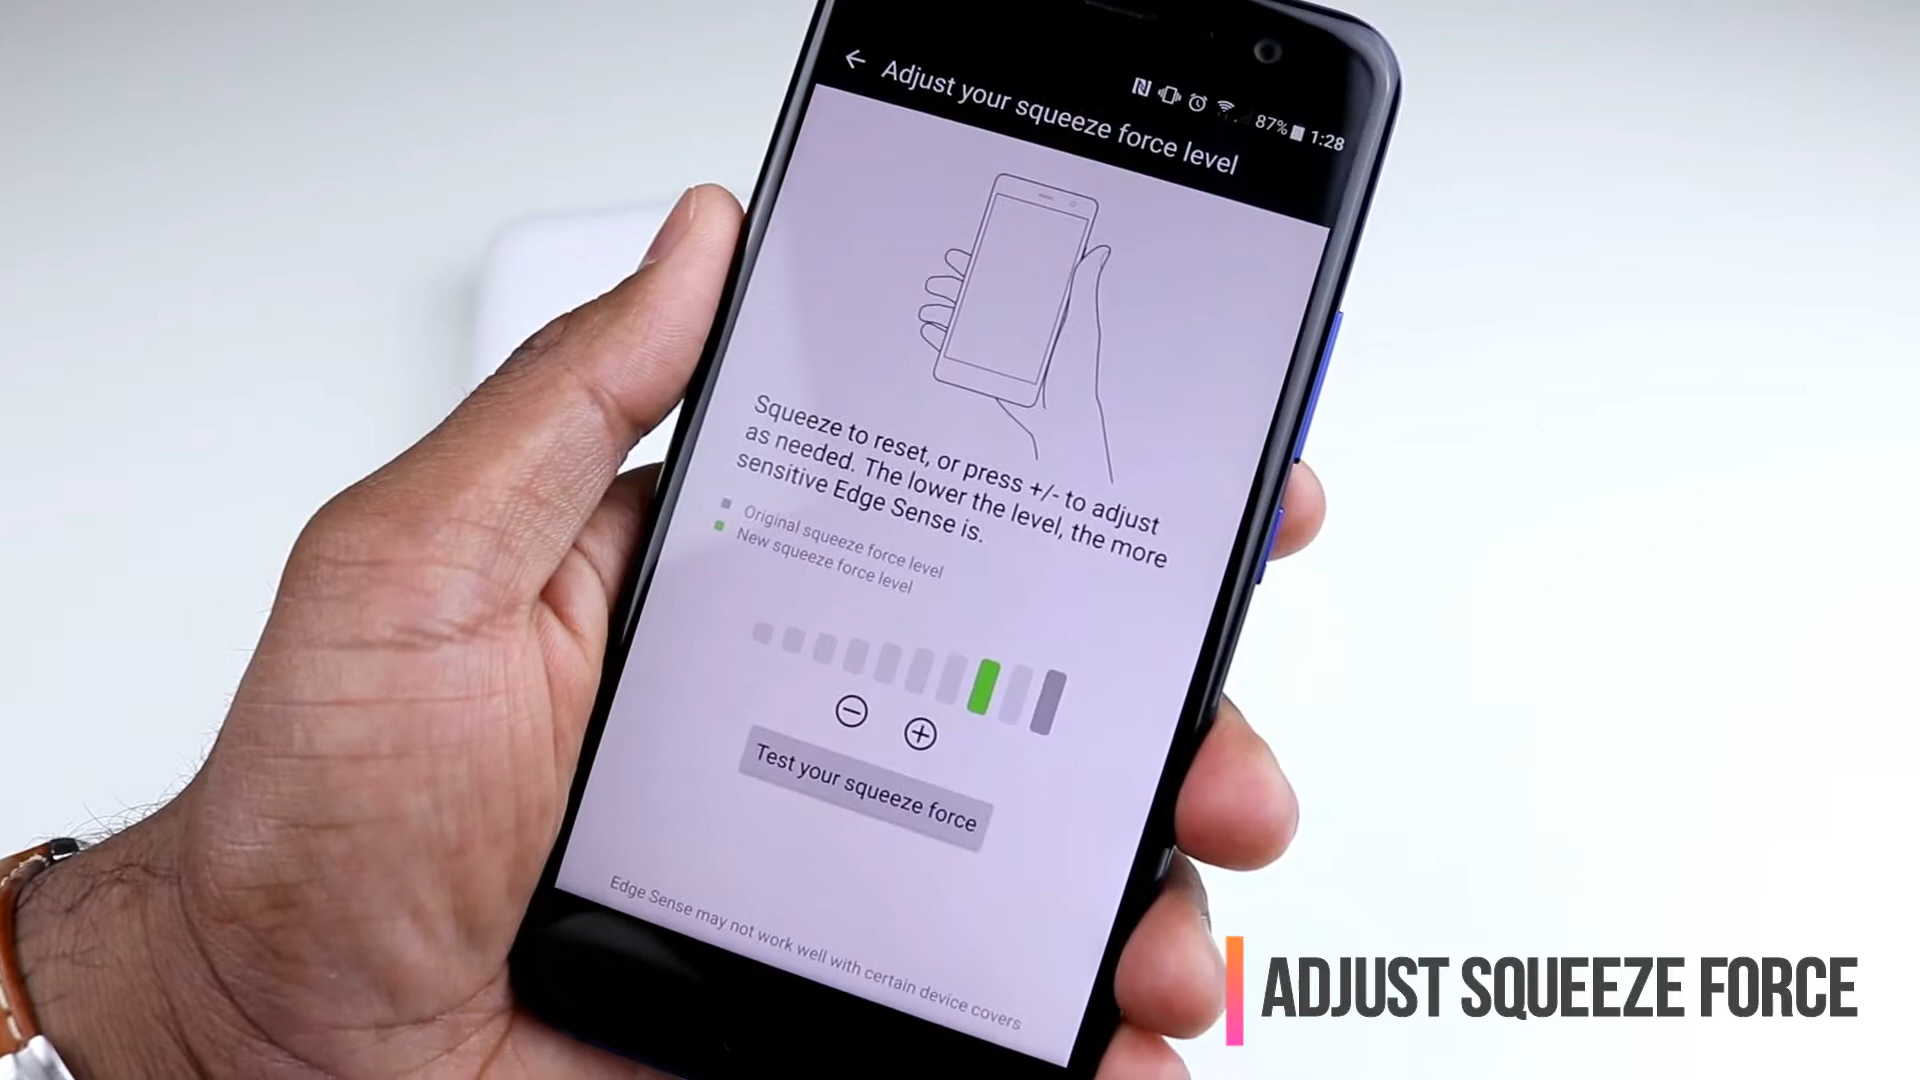 87% 1:28
Adjust your squeeze force level
Squeeze to reset, or press +/- to adjust
as needed. The lower the level, the more
sensitive Edge Sense is.
Original squeeze force level
New squeeze force level
Test your squeeze force
Edge Sense may not work well with certain device covers
ADJUST SQUEEZE FORCE